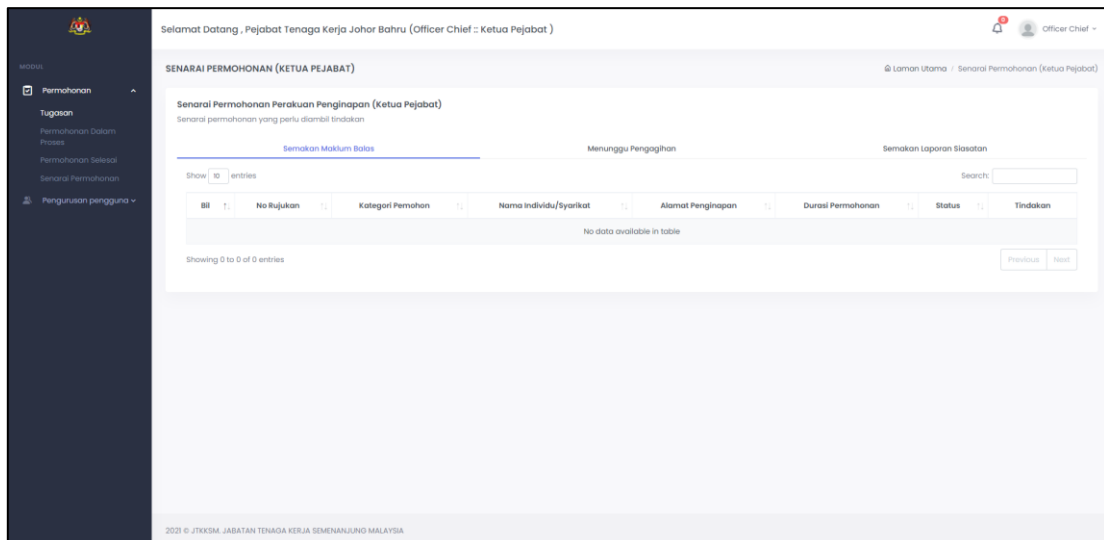 Selamat Datang , Pejabat Tenaga Kerja Johor Bahru (Officer Chief :: Ketua Pejabat )
6
Officer Chief
MODUL
Permohonan
Tugasan
Permohonan Dalam
Proses
Permohonan Selesai
Senarai Permohonan
Pengurusan pengguna
SENARAI PERMOHONAN (KETUA PEJABAT)
Laman Utama / Senarai Permohonan (Ketua Pejabat)
Senarai Permohonan Perakuan Penginapan (Ketua Pejabat)
Senarai permohonan yang perlu diambil tindakan
Semakan Maklum Balas Menunggu Pengagihan Semakan Laporan Siasatan
Show 10 entries Search:
Bil No Rujukan Kategori Pemohon Nama Individu/Syarikat Alamat Penginapan Durasi Permohonan Status Tindakan
No data available in table
Showing 0 to 0 of 0 entries Previous Next
2021 © JTKKSM. JABATAN TENAGA KERJA SEMENANJUNG MALAYSIA